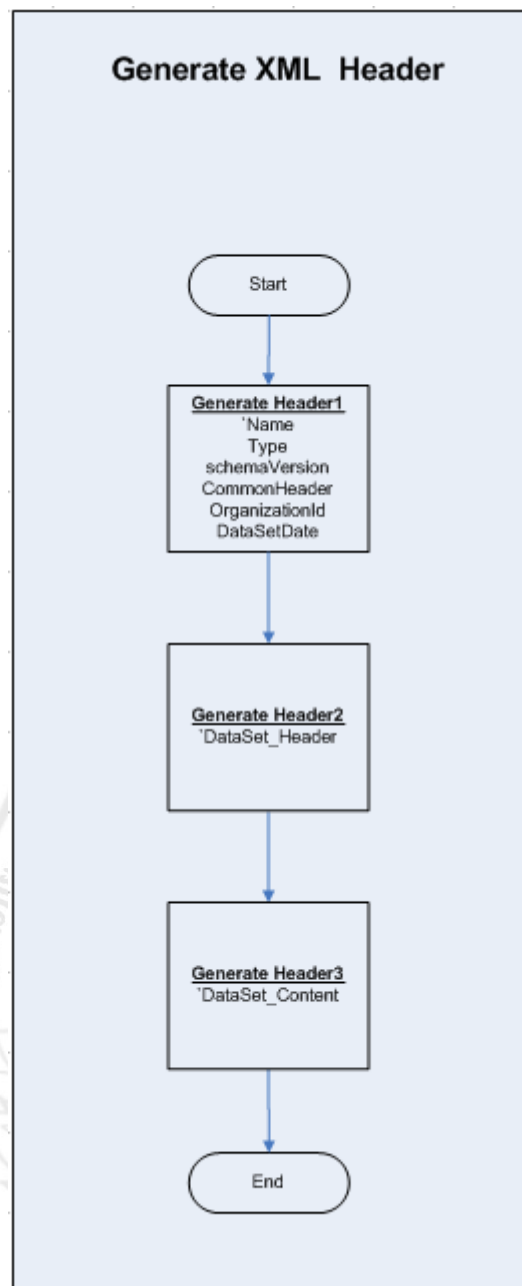 Generate XML Header
Start
Generate Header1
`Name
Type
schemaVersion
CommonHeader
OrganizationId
DataSetDate
Generate Header2
`DataSet_Header
Generate Header3
`DataSet_Content
End